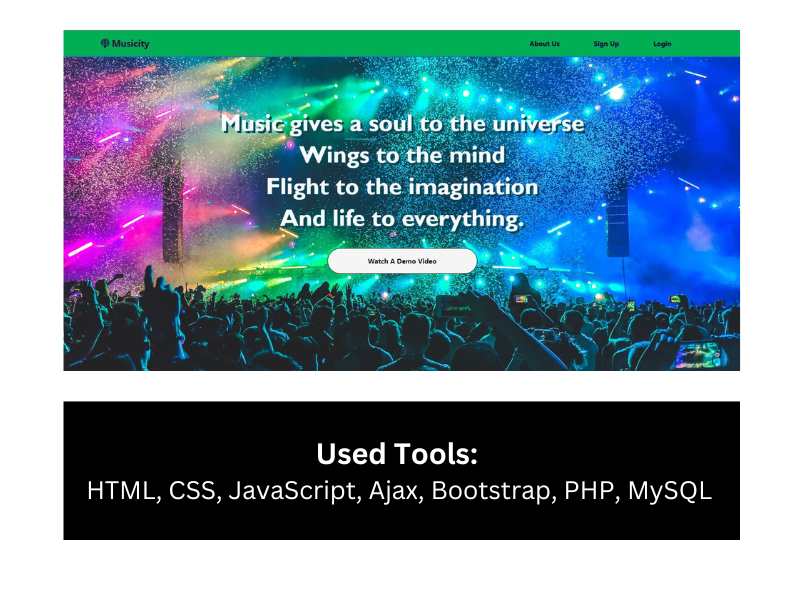 Musicity
About Us
Sign Up
Login
Music gives a soul to the universe
Wings to the mind
Flight to the imagination
And life to everything.
Watch A Demo Video
Used Tools:
HTML, CSS, JavaScript, Ajax, Bootstrap, PHP, MySQL